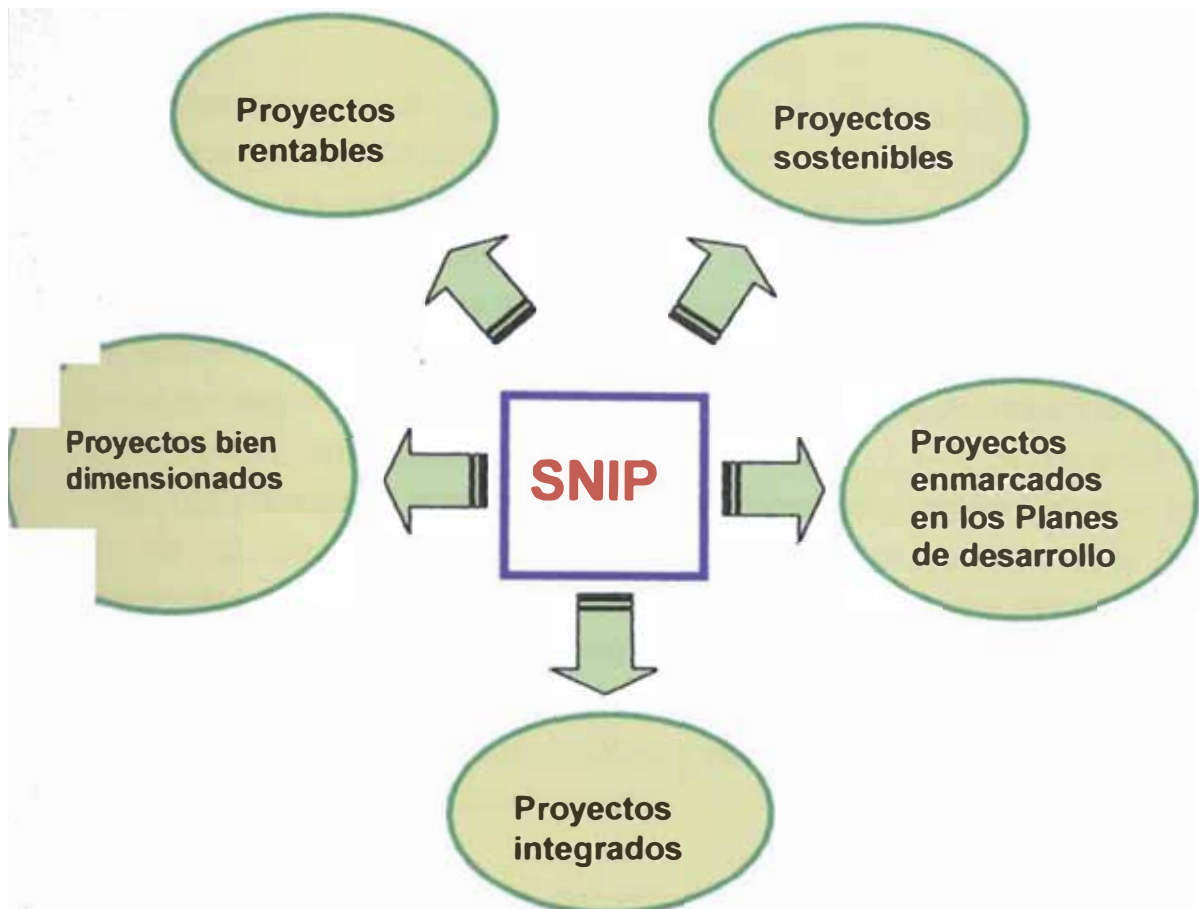 Proyectos
rentables
Proyectos
sostenibles
Proyectos bien
dimensionados
SNIP
Proyectos
enmarcados
en los Planes
de desarrollo
Proyectos
integrados